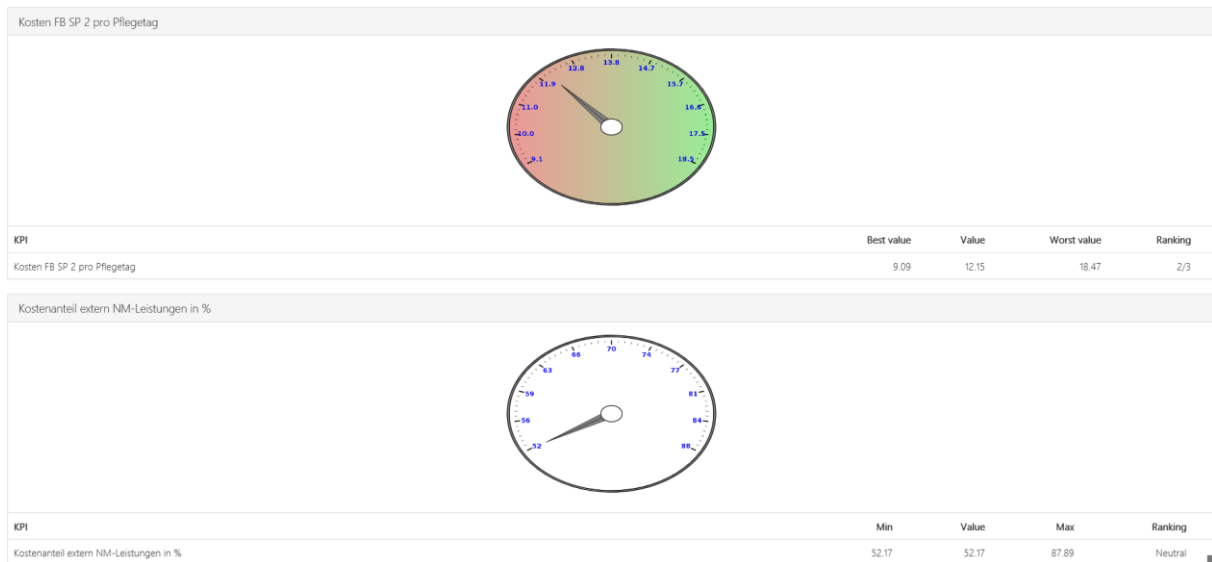 Kosten FB SP 2 pro Pflegetag
9.1 10.0 11.0 11.9 12.8 13.8 14.7 15.7 16.6 17.5 18.5
KPI Best value Value Worst value Ranking
Kosten FB SP 2 pro Pflegetag 9.09 12.15 18.47 2/3
Kostenanteil extern NM-Leistungen in %
52 56 59 63 66 70 74 77 81 84 88
KPI Min Value Max Ranking
Kostenanteil extern NM-Leistungen in % 52.17 52.17 87.89 Neutral